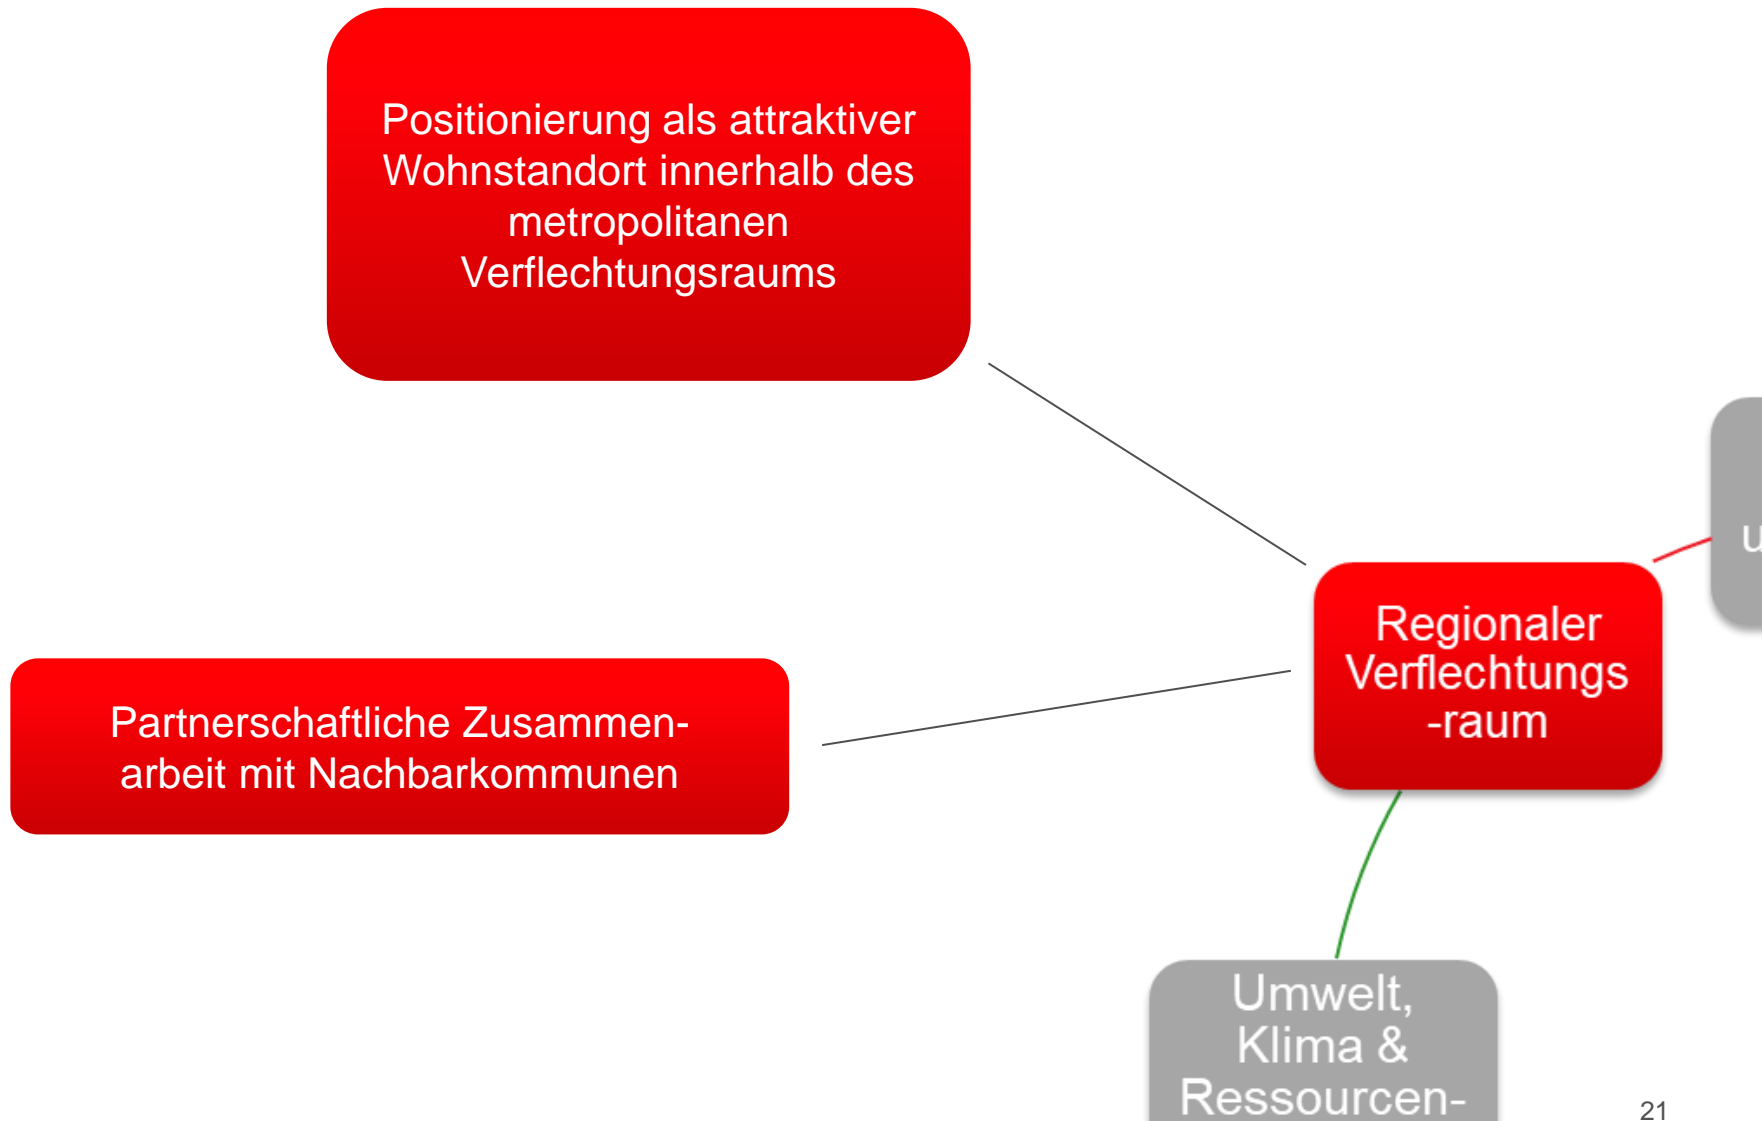 Positionierung als attraktiver
Wohnstandort innerhalb des
metropolitanen
Verflechtungsraums
Regionaler
Verflechtungs
-raum
Partnerschaftliche Zusammen-
arbeit mit Nachbarkommunen
Umwelt,
Klima &
Ressourcen-
21